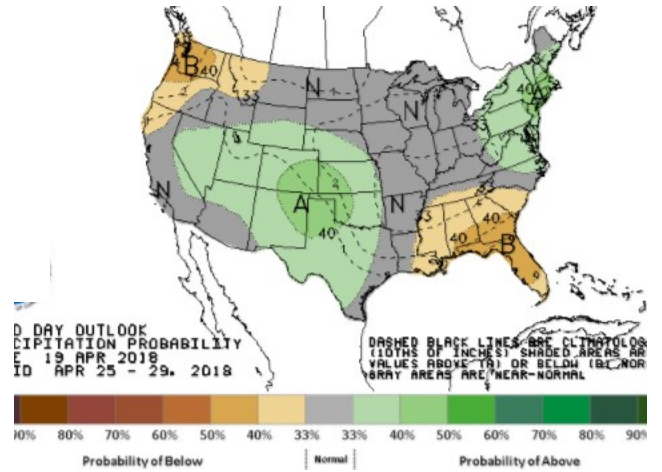 B 40
33
N
N
40
A
33
N
A
N
40
33
33
40
40
B
D DAY OUTLOOK
CIPITATION PROBABILITY
E 19 APR 2018
ID APR 25 - 29. 2018
DASHED BLACK LINES ARE CLIMATOLOG
(10THS OF INCHES) SHADED AREAS AR
VALUES ABOVE (A) OR BELOW (B) NOR
GRAY AREAS ARE NEAR-NORMAL
90% 80% 70% 60% 50% 40% 33% 33% 40% 50% 60% 70% 80% 90%
Probability of Below Normal Probability of Above